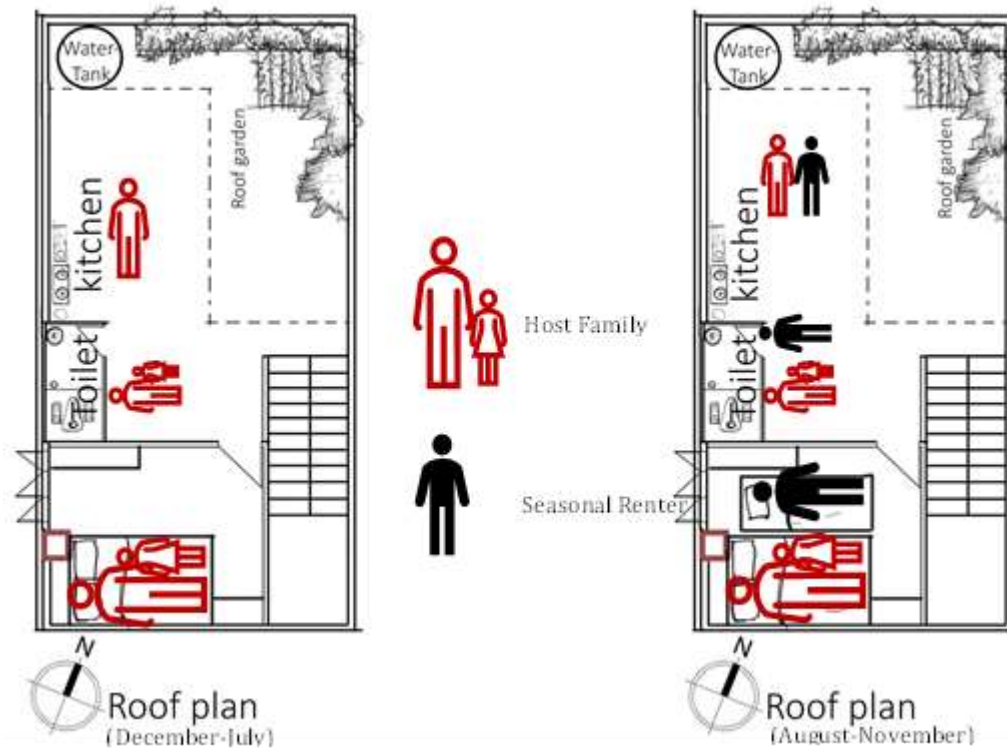 Water-
Tank
Roof garden
kitchen
Toilet
N
Roof plan
(December-July)
Host Family
Seasonal Renter
Water-
Tank
Roof garden
kitchen
Toilet
N
Roof plan
(August-November)